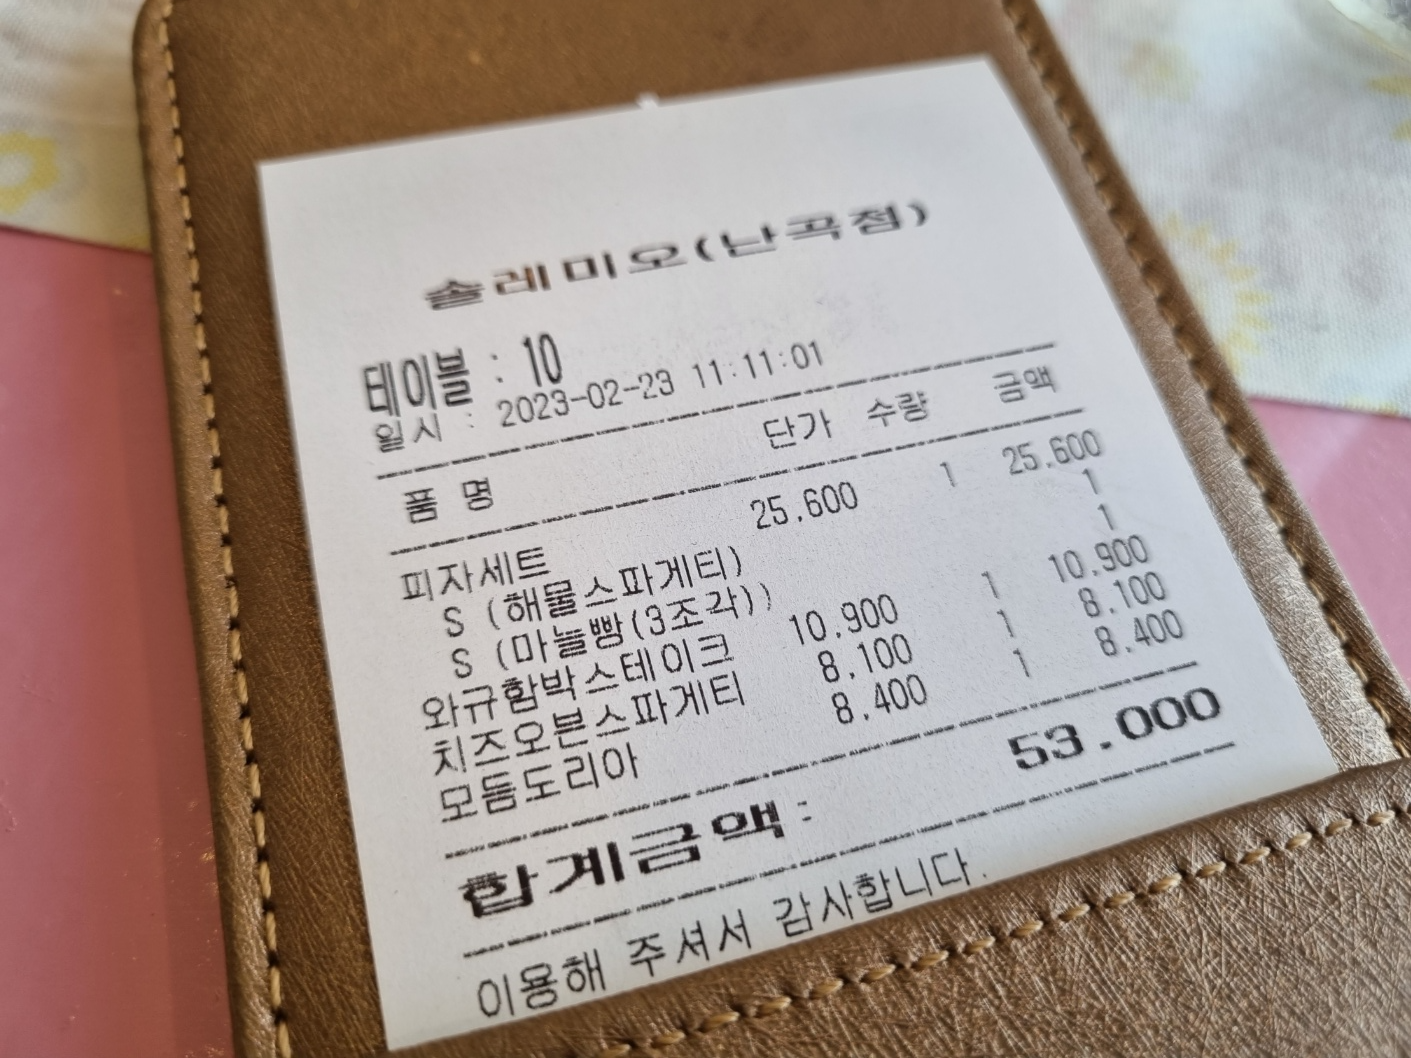 솔레미오(난곡점)
테이블 : 10
일시 : 2023-02-23 11:11:01
품 명 단가 수량 금액
피자세트 25.600 1 25.600
S (해물스파게티) 1
S (마늘빵(3조각)) 1
와규함박스테이크 10.900 1 10.900
치즈오븐스파게티 8.100 1 8.100
모듬도리아 8.400 1 8.400
합계금액: 53.000
이용해 주셔서 감사합니다.